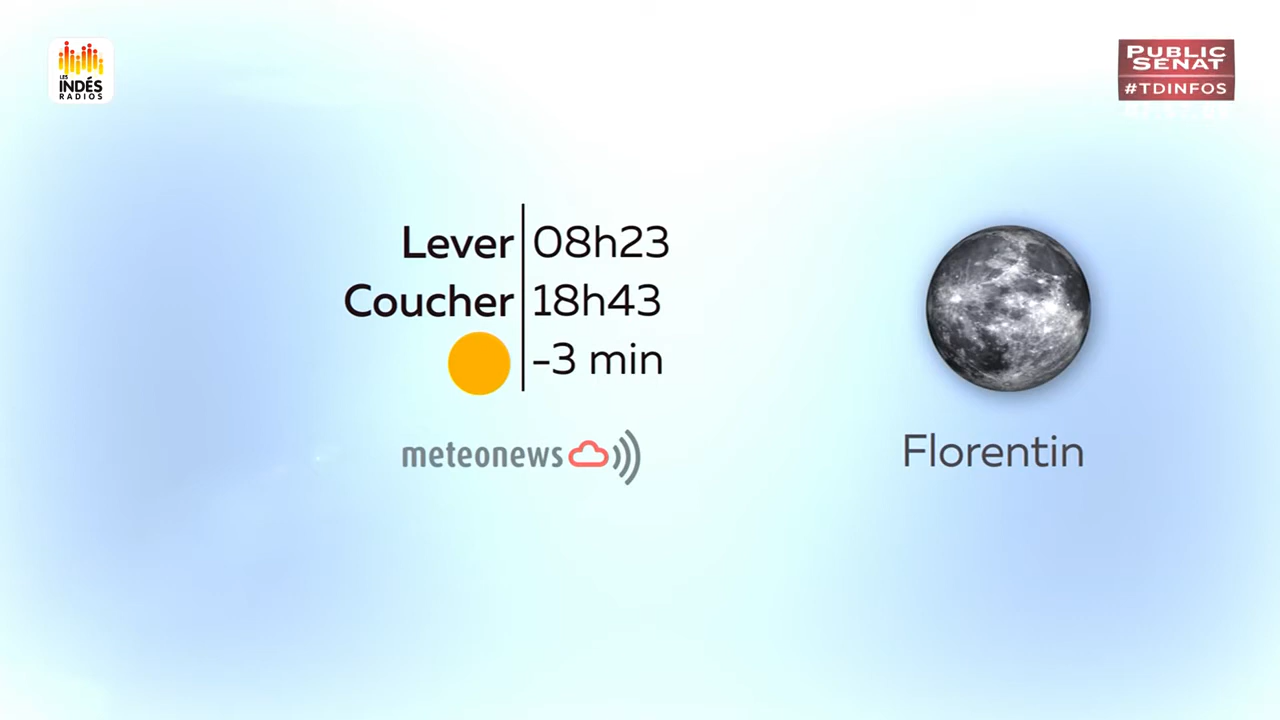 LES
INDÉS
RADIOS
PUBLIC
SENAT
#TDINFOS
Lever 08h23
Coucher 18h43
-3 min
meteonews
Florentin